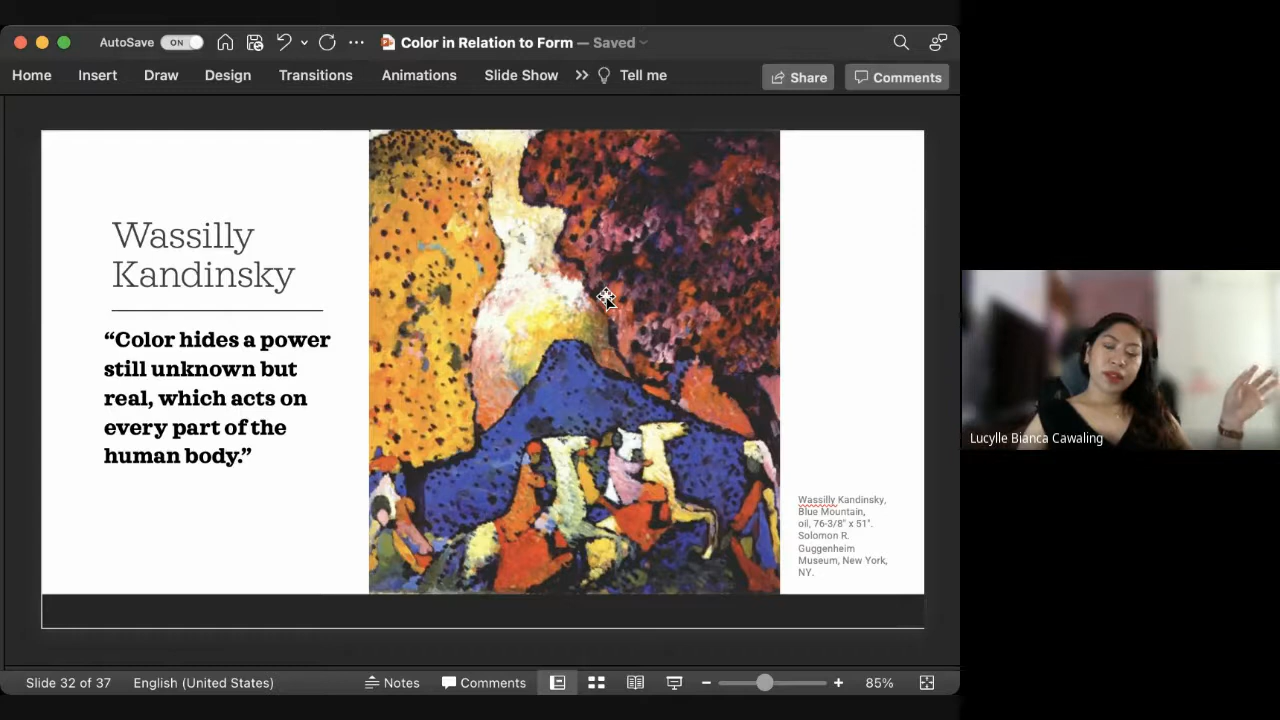 AutoSave ON Color in Relation to Form — Saved
Home Insert Draw Design Transitions Animations Slide Show Tell me Share Comments
Wassilly
Kandinsky
“Color hides a power
still unknown but
real, which acts on
every part of the
human body.”
Wassilly Kandinsky,
Blue Mountain,
oil, 76-3/8" x 51".
Solomon R.
Guggenheim
Museum, New York,
NY.
Lucylle Bianca Cawaling
Slide 32 of 37 English (United States) Notes Comments 85%